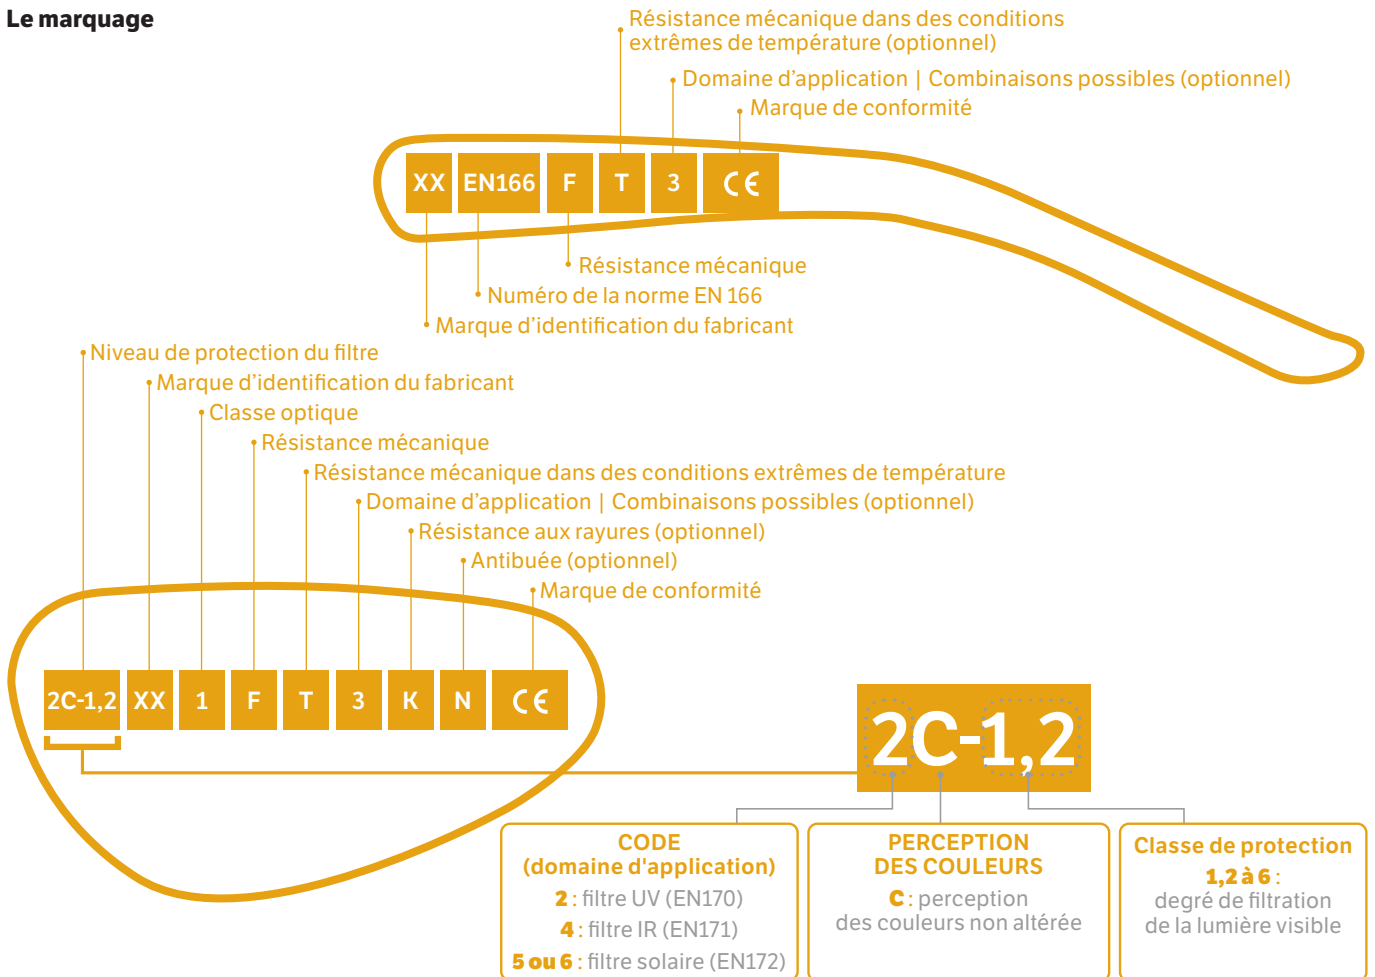 Le marquage
Résistance mécanique dans des conditions
extrêmes de température (optionnel)
Domaine d'application | Combinaisons possibles (optionnel)
Marque de conformité
XX EN166 F T 3 CE
Résistance mécanique
Numéro de la norme EN 166
Marque d'identification du fabricant
Niveau de protection du filtre
Marque d'identification du fabricant
Classe optique
Résistance mécanique
Résistance mécanique dans des conditions extrêmes de température
Domaine d'application | Combinaisons possibles (optionnel)
Résistance aux rayures (optionnel)
Antibuée (optionnel)
Marque de conformité
2C-1,2 XX 1 F T 3 K N CE
2C-1,2
CODE
(domaine d'application)
2 : filtre UV (EN170)
4 : filtre IR (EN171)
5 ou 6 : filtre solaire (EN172)
PERCEPTION
DES COULEURS
C : perception
des couleurs non altérée
Classe de protection
1,2 à 6 :
degré de filtration
de la lumière visible